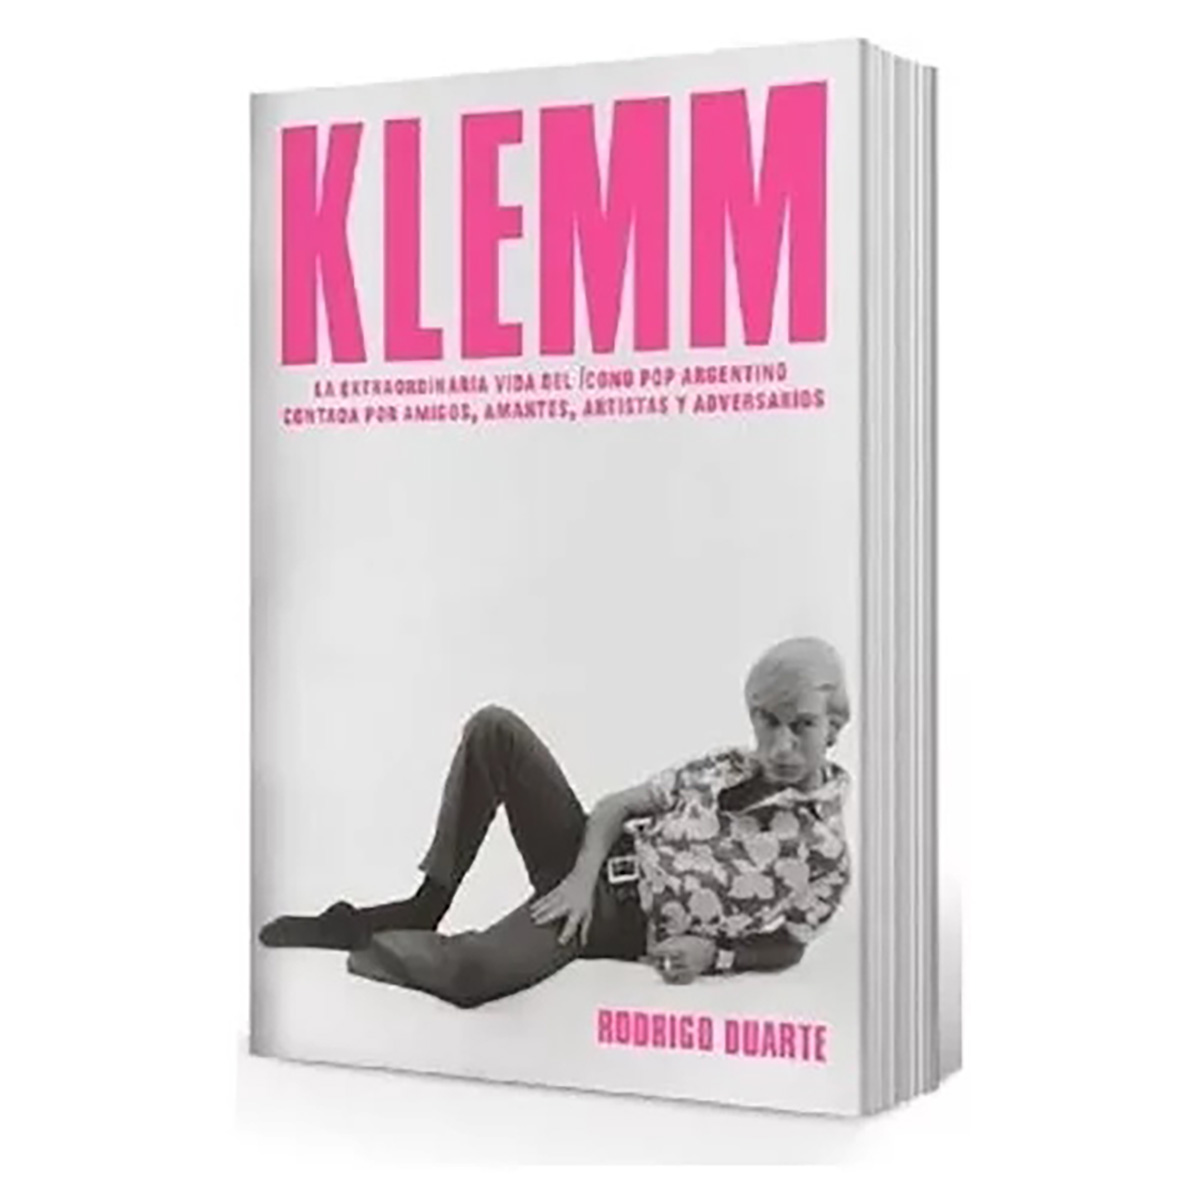 KLEMM
LA EXTRAORDINARIA VIDA DEL ÍCONO POP ARGENTINO
CONTADA POR AMIGOS, AMANTES, ARTISTAS Y ADVERSARIOS
RODRIGO DUARTE